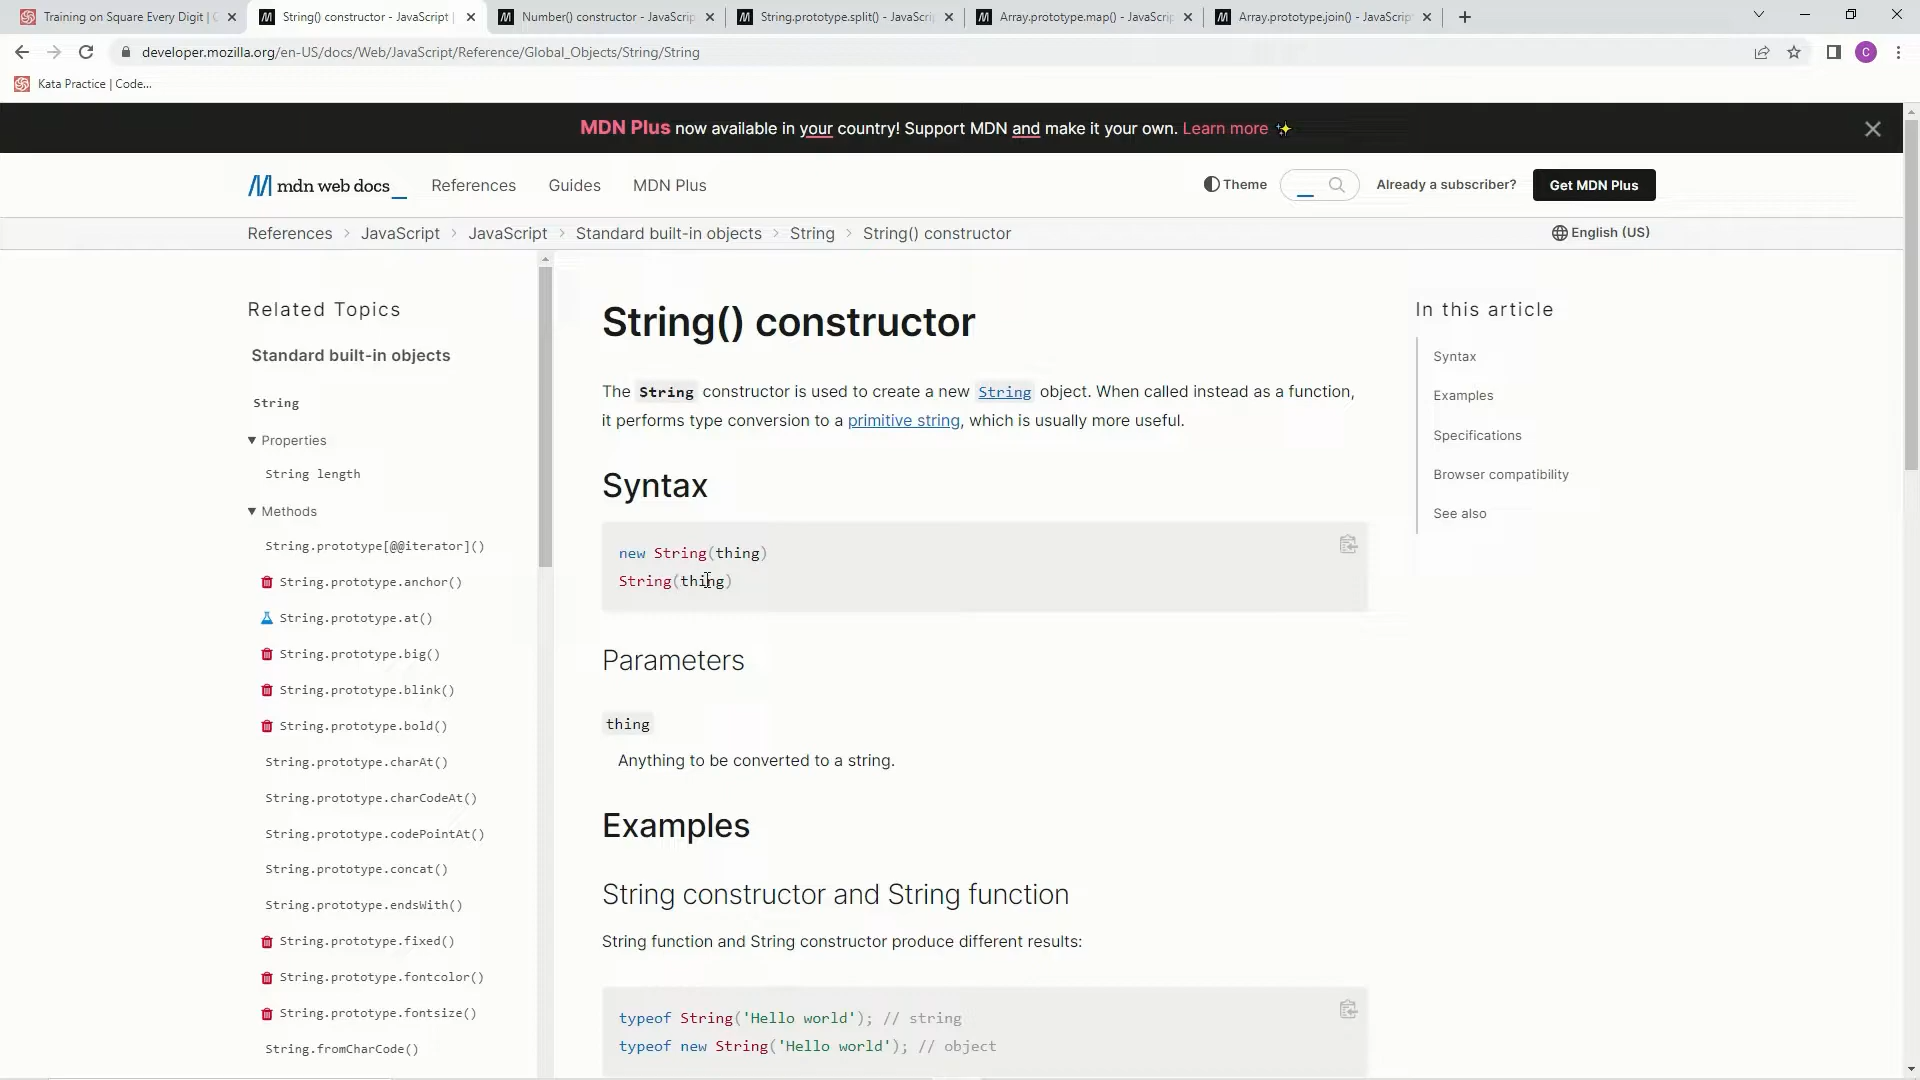 Training on Square Every Digit | C
String() constructor - JavaScript |
Number() constructor - JavaScrip
String.prototype.split() - JavaScri
Array.prototype.map() - JavaScrip
Array.prototype.join() - JavaScrip
developer.mozilla.org/en-US/docs/Web/JavaScript/Reference/Global_Objects/String/String
C
Kata Practice | Code...
MDN Plus now available in your country! Support MDN and make it your own. Learn more ✨
mdn web docs
References
Guides
MDN Plus
Theme
Already a subscriber?
Get MDN Plus
References > JavaScript > JavaScript > Standard built-in objects > String > String() constructor
English (US)
Related Topics
Standard built-in objects
String
Properties
String length
Methods
String.prototype[@@iterator]()
String.prototype.anchor()
String.prototype.at()
String.prototype.big()
String.prototype.blink()
String.prototype.bold()
String.prototype.charAt()
String.prototype.charCodeAt()
String.prototype.codePointAt()
String.prototype.concat()
String.prototype.endsWith()
String.prototype.fixed()
String.prototype.fontcolor()
String.prototype.fontsize()
String.fromCharCode()
String() constructor
The String constructor is used to create a new String object. When called instead as a function,
it performs type conversion to a primitive string, which is usually more useful.
Syntax
new String(thing)
String(thing)
Parameters
thing
Anything to be converted to a string.
Examples
String constructor and String function
String function and String constructor produce different results:
typeof String('Hello world'); // string
typeof new String('Hello world'); // object
In this article
Syntax
Examples
Specifications
Browser compatibility
See also